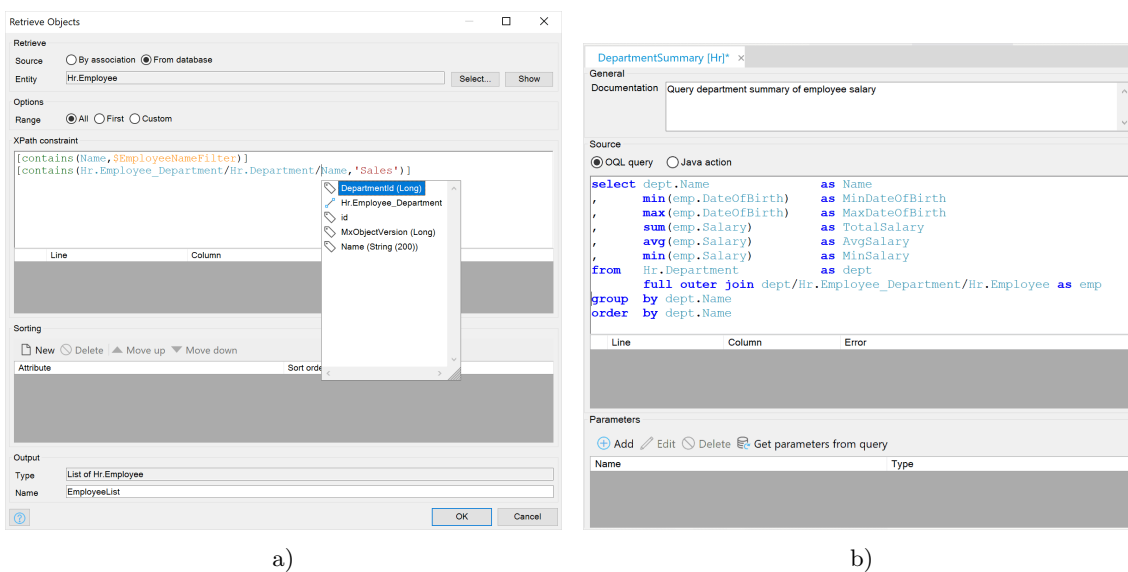 Retrieve Objects
Retrieve
Source By association From database
Entity Hr.Employee Select... Show
Options
Range All First Custom
XPath constraint
[contains(Name,$EmployeeNameFilter)]
[contains(Hr.Employee_Department/Hr.Department/Name,'Sales')]
DepartmentId (Long)
Hr.Employee_Department
id
MxObjectVersion (Long)
Name (String (200))
Line Column
Sorting
New Delete Move up Move down
Attribute Sort orde
Output
Type List of Hr.Employee
Name EmployeeList
? OK Cancel
a)
DepartmentSummary [Hr]* ×
General
Documentation Query department summary of employee salary
Source
OQL query Java action
select dept.Name as Name
, min(emp.DateOfBirth) as MinDateOfBirth
, max(emp.DateOfBirth) as MaxDateOfBirth
, sum(emp.Salary) as TotalSalary
, avg(emp.Salary) as AvgSalary
, min(emp.Salary) as MinSalary
from Hr.Department as dept
full outer join dept/Hr.Employee_Department/Hr.Employee as emp
group by dept.Name
order by dept.Name
Line Column Error
Parameters
Add Edit Delete Get parameters from query
Name Type
b)